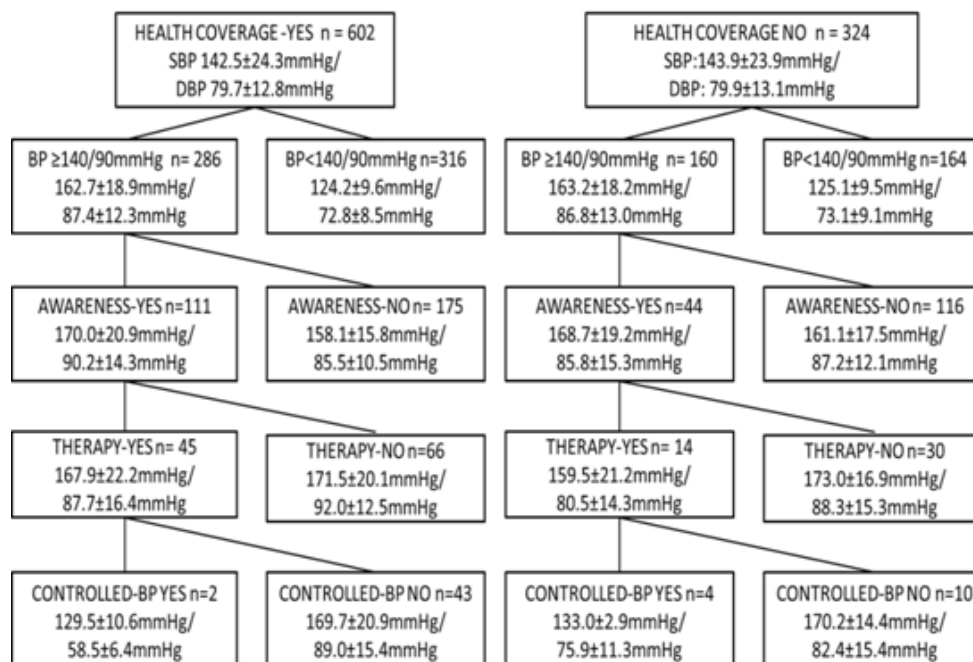 HEALTH COVERAGE -YES n = 602
SBP 142.5±24.3mmHg/
DBP 79.7±12.8mmHg
HEALTH COVERAGE NO n = 324
SBP:143.9±23.9mmHg/
DBP: 79.9±13.1mmHg
BP ≥140/90mmHg n= 286
162.7±18.9mmHg/
87.4±12.3mmHg
BP<140/90mmHg n=316
124.2±9.6mmHg/
72.8±8.5mmHg
BP ≥140/90mmHg n= 160
163.2±18.2mmHg/
86.8±13.0mmHg
BP<140/90mmHg n=164
125.1±9.5mmHg/
73.1±9.1mmHg
AWARENESS-YES n=111
170.0±20.9mmHg/
90.2±14.3mmHg
AWARENESS-NO n= 175
158.1±15.8mmHg/
85.5±10.5mmHg
AWARENESS-YES n=44
168.7±19.2mmHg/
85.8±15.3mmHg
AWARENESS-NO n= 116
161.1±17.5mmHg/
87.2±12.1mmHg
THERAPY-YES n= 45
167.9±22.2mmHg/
87.7±16.4mmHg
THERAPY-NO n=66
171.5±20.1mmHg/
92.0±12.5mmHg
THERAPY-YES n= 14
159.5±21.2mmHg/
80.5±14.3mmHg
THERAPY-NO n=30
173.0±16.9mmHg/
88.3±15.3mmHg
CONTROLLED-BP YES n=2
129.5±10.6mmHg/
58.5±6.4mmHg
CONTROLLED-BP NO n=43
169.7±20.9mmHg/
89.0±15.4mmHg
CONTROLLED-BP YES n=4
133.0±2.9mmHg/
75.9±11.3mmHg
CONTROLLED-BP NO n=10
170.2±14.4mmHg/
82.4±15.4mmHg